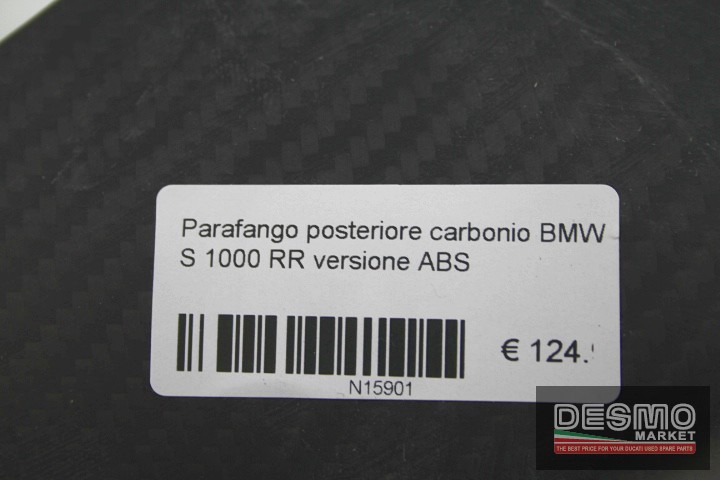 Parafango posteriore carbonio BMW
S 1000 RR versione ABS
€ 124.
N15901
DESMO
MARKET
THE BEST PRICE FOR YOUR DUCATI USED SPARE PARTS